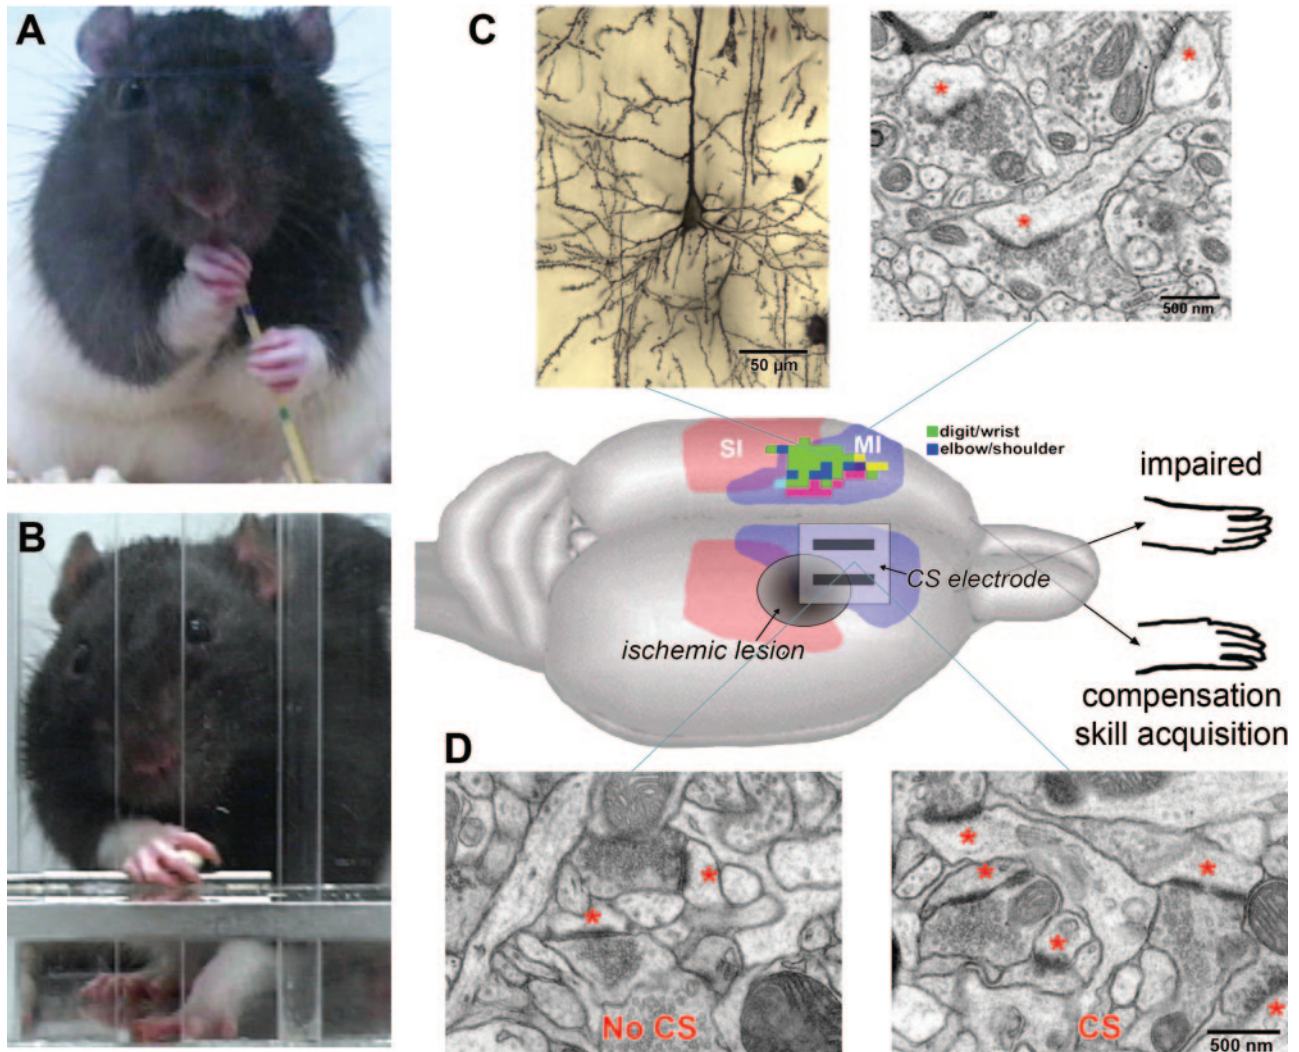 A
C
500 nm
50 µm
SI
MI
digit/wrist
elbow/shoulder
impaired
B
CS electrode
ischemic lesion
compensation
skill acquisition
D
No CS
CS
500 nm